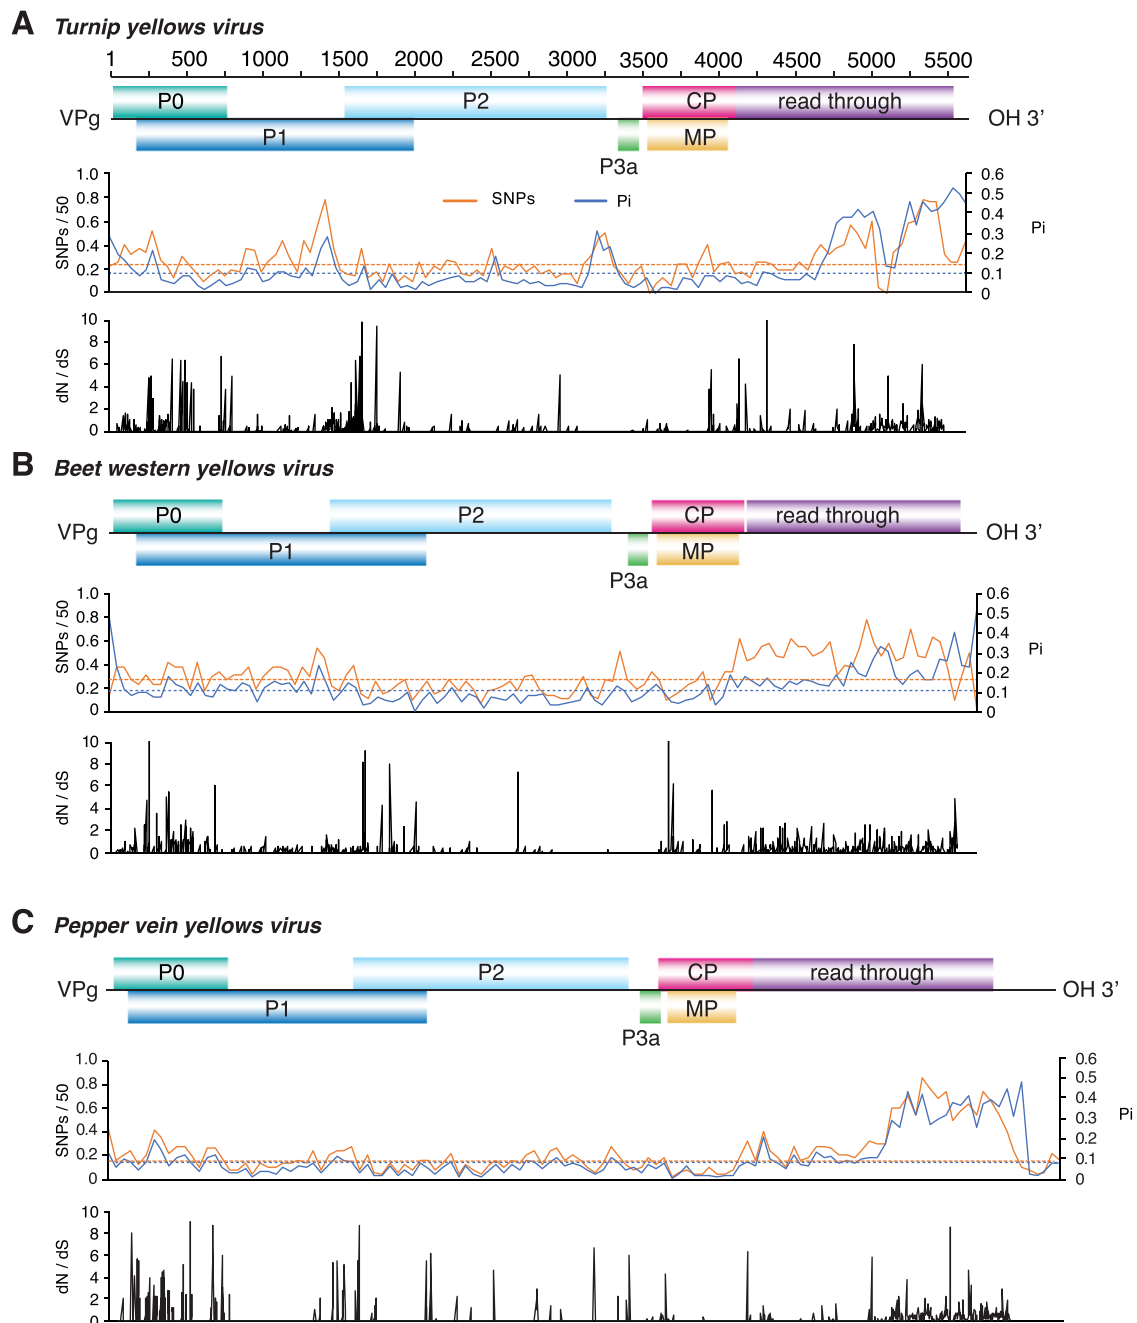 A Turnip yellows virus
1 500 1000 1500 2000 2500 3000 3500 4000 4500 5000 5500
P0 P2 CP read through
VPg OH 3’
P1 MP
P3a
1.0 0.6
0.8 0.5
SNPs Pi
0.4
0.6 Pi
SNPs / 50
0.3
0.4
0.2
0.2 0.1
0 0
10
8
6
dN / dS
4
2
0
B Beet western yellows virus
P0 P2 CP read through
VPg OH 3’
P1 MP
P3a
1.0 0.6
0.8 0.5
0.4
0.6 Pi
SNPs / 50
0.3
0.4
0.2
0.2 0.1
0 0
10
8
6
dN / dS
4
2
0
C Pepper vein yellows virus
P0 P2 CP read through
VPg OH 3’
P1 MP
P3a
1.0 0.6
0.8 0.5
0.4
0.6 Pi
SNPs / 50
0.3
0.4
0.2
0.2 0.1
0 0
10
8
6
dN / dS
4
2
0